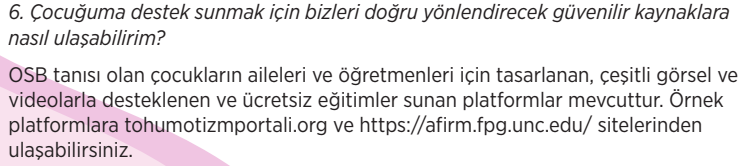 6. Çocuğuma destek sunmak için bizleri doğru yönlendirecek güvenilir kaynaklara
nasıl ulaşabilirim?
OSB tanısı olan çocukların aileleri ve öğretmenleri için tasarlanan, çeşitli görsel ve
videolarla desteklenen ve ücretsiz eğitimler sunan platformlar mevcuttur. Örnek
platformlara tohumotizmportali.org ve https://afirm.fpg.unc.edu/ sitelerinden
ulaşabilirsiniz.